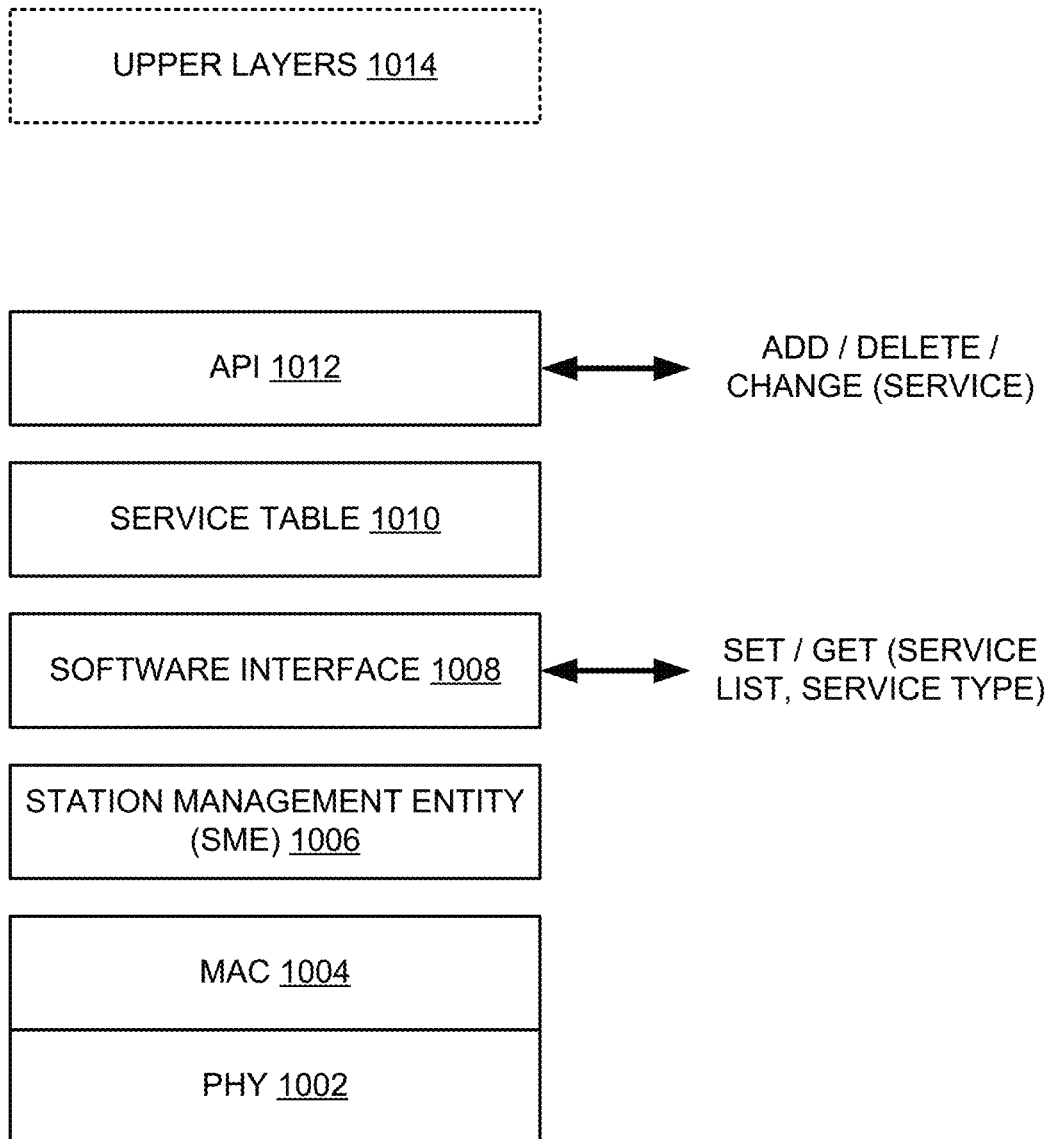 UPPER LAYERS 1014
API 1012
ADD / DELETE /
CHANGE (SERVICE)
SERVICE TABLE 1010
SOFTWARE INTERFACE 1008
SET / GET (SERVICE
LIST, SERVICE TYPE)
STATION MANAGEMENT ENTITY
(SME) 1006
MAC 1004
PHY 1002